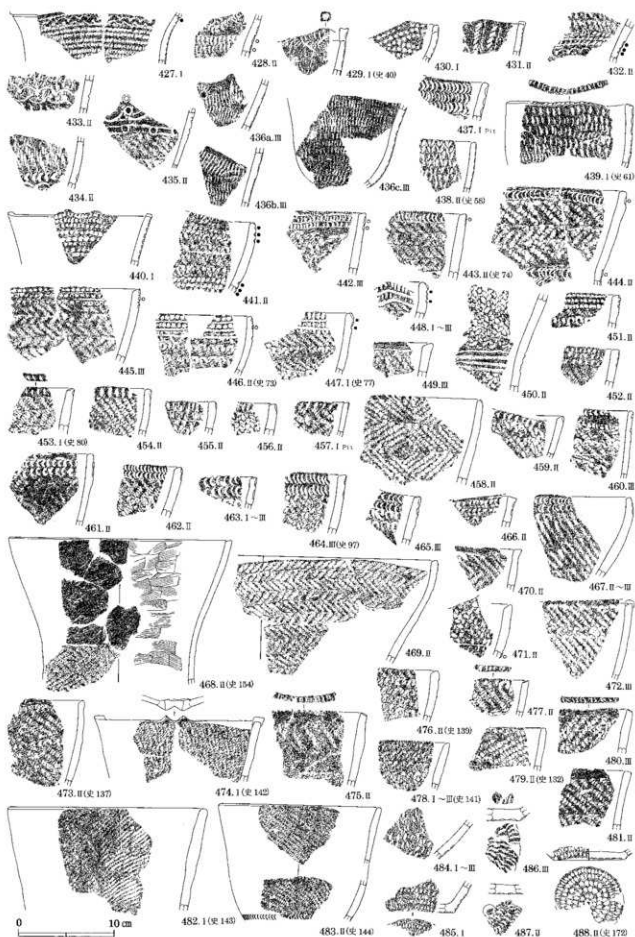 427.I
428.II
429.I(史40)
430.I
431.II
432.II
433.II
434.II
435.II
436a.III
436b.III
436c.III
437.I Pit
438.II(史58)
439.I(史61)
440.I
441.II
442.III
443.II(史74)
444.II
445.III
446.II(史73)
447.I(史77)
448.I~III
449.III
450.II
451.II
452.II
453.I(史80)
454.II
455.II
456.II
457.I Pit
458.II
459.II
460.III
461.II
462.II
463.I~III
464.III(史97)
465.III
466.II
467.II~III
468.II(史154)
469.II
470.II
471.II
472.III
473.II(史137)
474.I(史142)
475.II
476.II(史139)
477.II
478.I~III(史141)
479.II(史132)
480.III
481.II
482.I(史143)
483.II(史144)
484.I~III
485.I
486.III
487.II
488.II(史172)
0 10cm